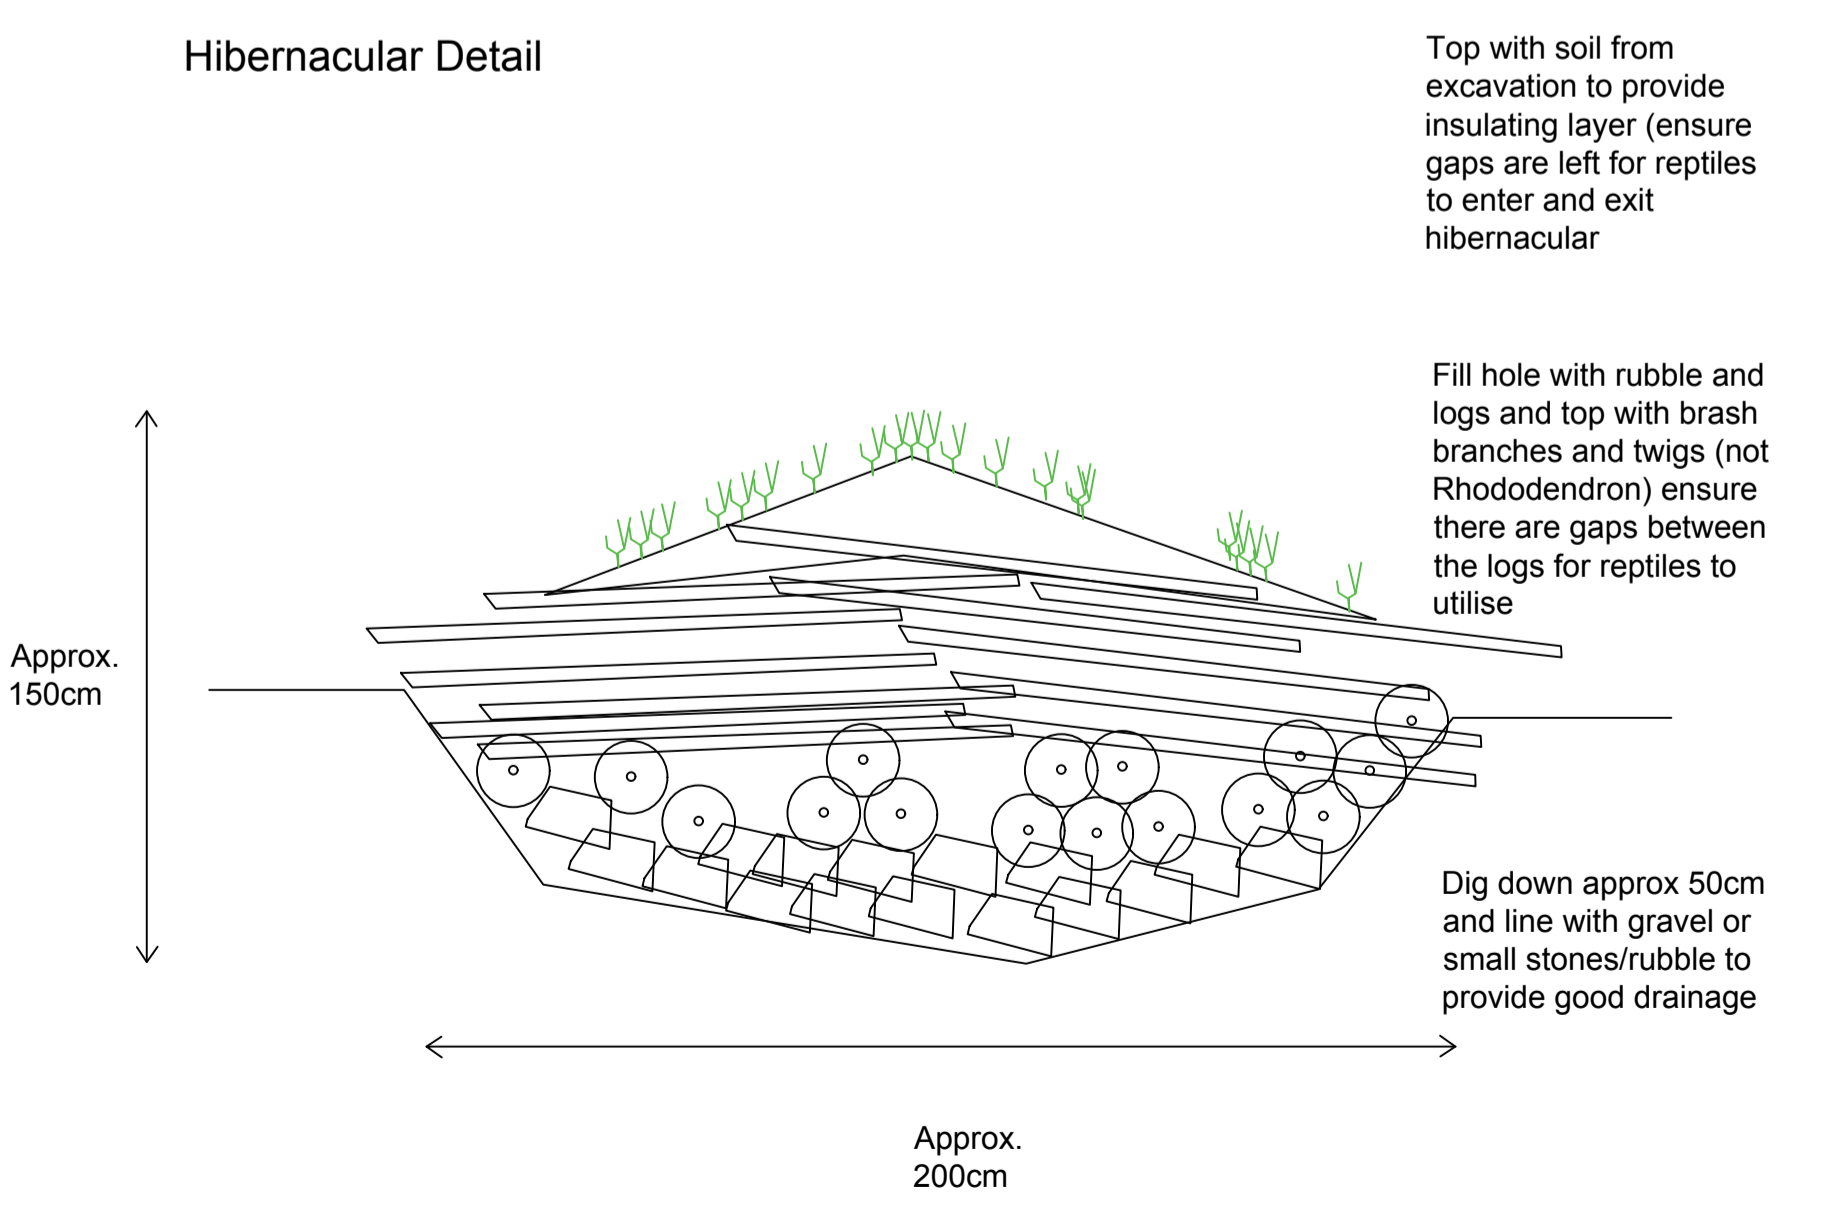 Hibernacular Detail
Top with soil from
excavation to provide
insulating layer (ensure
gaps are left for reptiles
to enter and exit
hibernacular
Fill hole with rubble and
logs and top with brash
branches and twigs (not
Rhododendron) ensure
there are gaps between
the logs for reptiles to
utilise
Approx.
150cm
Dig down approx 50cm
and line with gravel or
small stones/rubble to
provide good drainage
Approx.
200cm